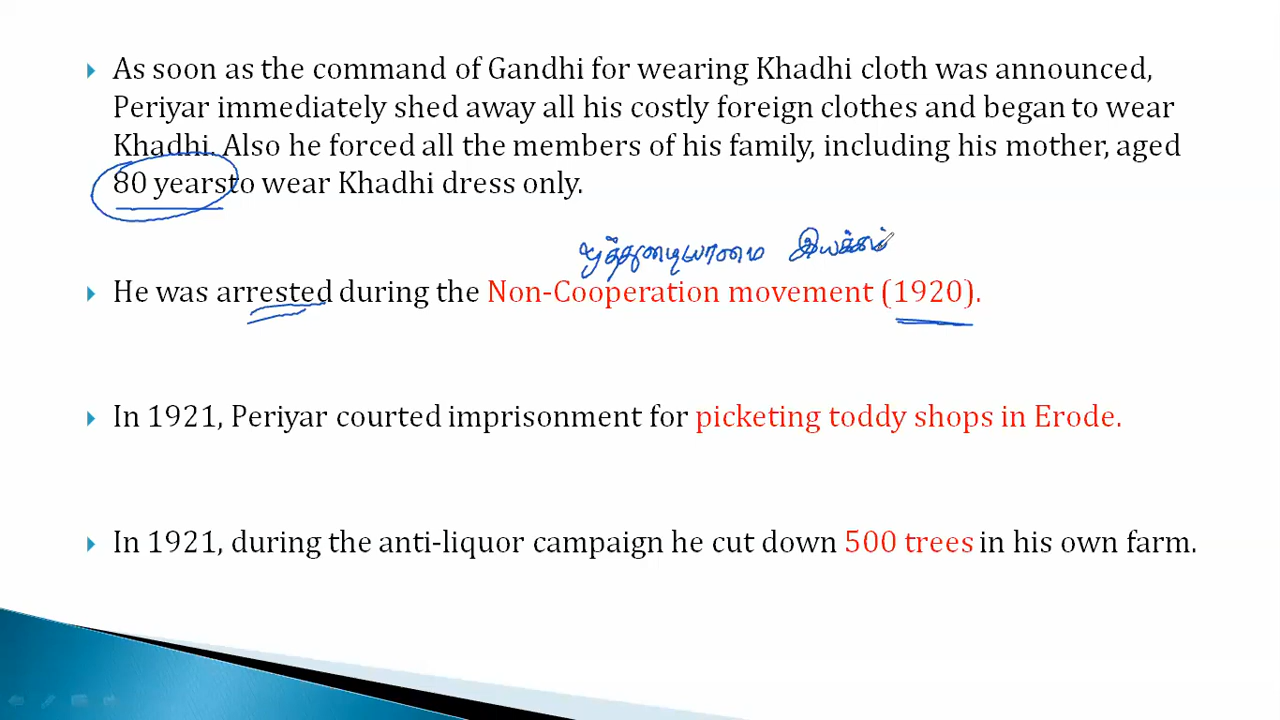 As soon as the command of Gandhi for wearing Khadhi cloth was announced,
Periyar immediately shed away all his costly foreign clothes and began to wear
Khadhi. Also he forced all the members of his family, including his mother, aged
80 yearsto wear Khadhi dress only.
இயக்கம்
He was arrested during the Non-Cooperation movement (1920).
In 1921, Periyar courted imprisonment for picketing toddy shops in Erode.
In 1921, during the anti-liquor campaign he cut down 500 trees in his own farm.